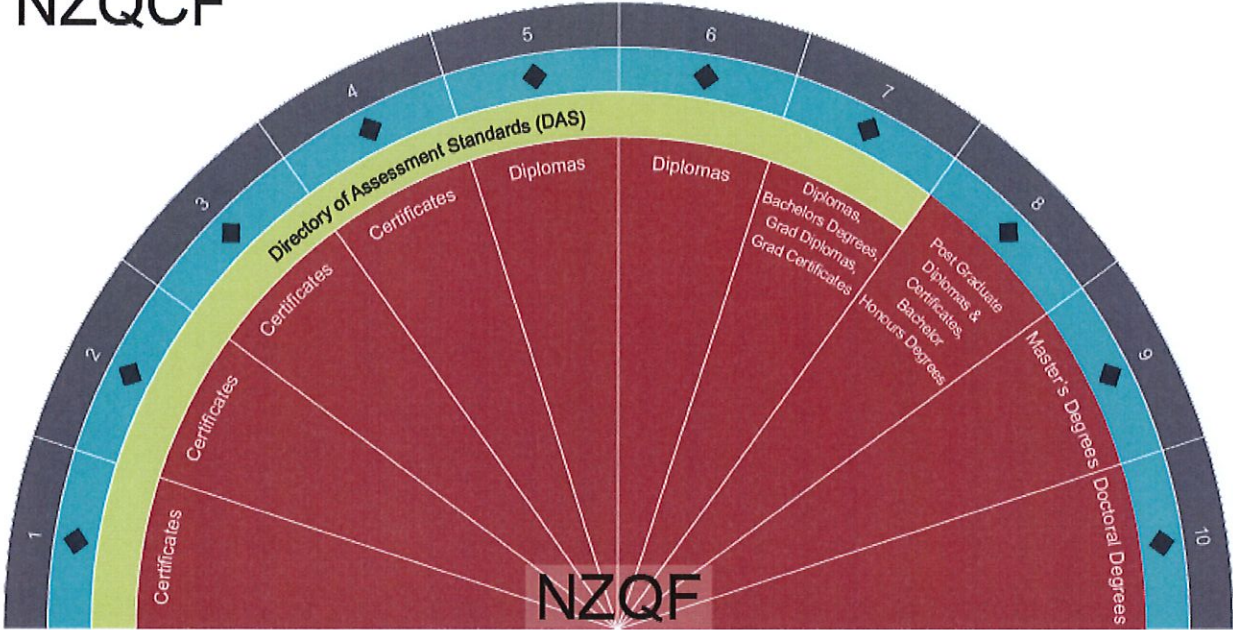 NZQCF
1
2
3
4
5
6
7
8
9
10
Directory of Assessment Standards (DAS)
Certificates
Certificates
Certificates
Certificates
Diplomas
Diplomas
Diplomas,
Bachelors Degrees,
Grad Diplomas,
Grad Certificates
Post Graduate
Diplomas &
Certificates,
Bachelor
Honours Degrees
Master's Degrees
Doctoral Degrees
NZQF